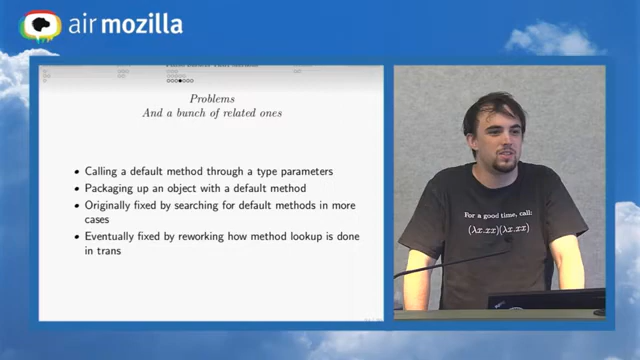 air mozilla
Problems
And a bunch of related ones
• Calling a default method through a type parameters
• Packaging up an object with a default method
• Originally fixed by searching for default methods in more
cases
• Eventually fixed by reworking how method lookup is done
in trans
For a good time, call:
(λx.xx)(λx.xx)
air mozilla